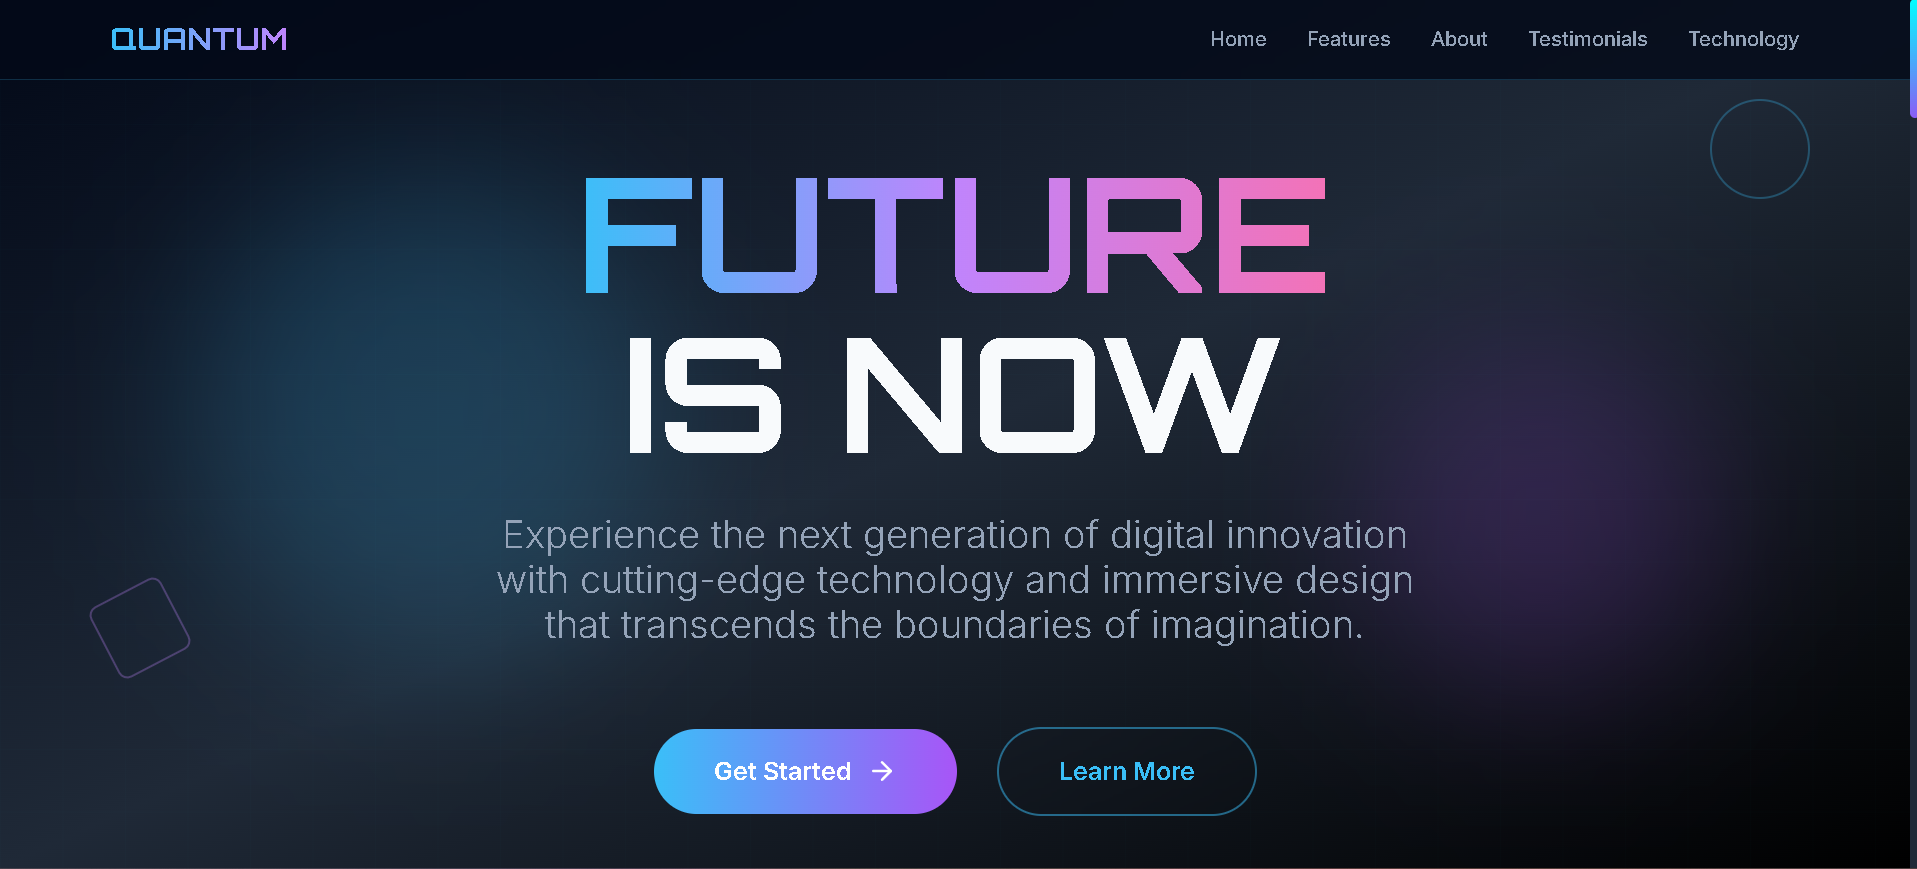 QUANTUM
Home Features About Testimonials Technology
FUTURE
IS NOW
Experience the next generation of digital innovation
with cutting-edge technology and immersive design
that transcends the boundaries of imagination.
Get Started
Learn More